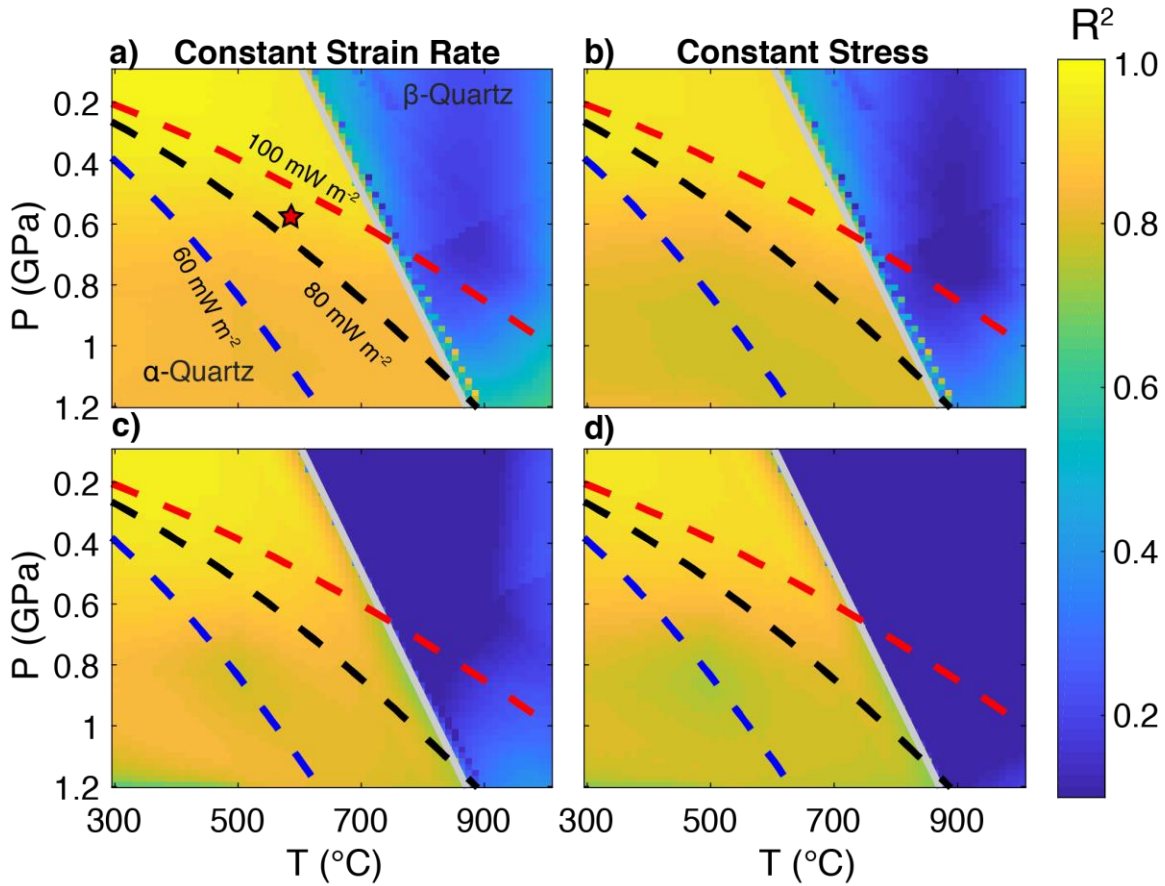 a) Constant Strain Rate
b) Constant Stress
R²
β-Quartz
100 mW m⁻²
60 mW m⁻²
80 mW m⁻²
α-Quartz
P (GPa)
0.2
0.4
0.6
0.8
1
1.2
1.0
0.8
0.6
0.4
0.2
c)
d)
P (GPa)
0.2
0.4
0.6
0.8
1
1.2
300 500 700 900
300 500 700 900
T (°C)
T (°C)